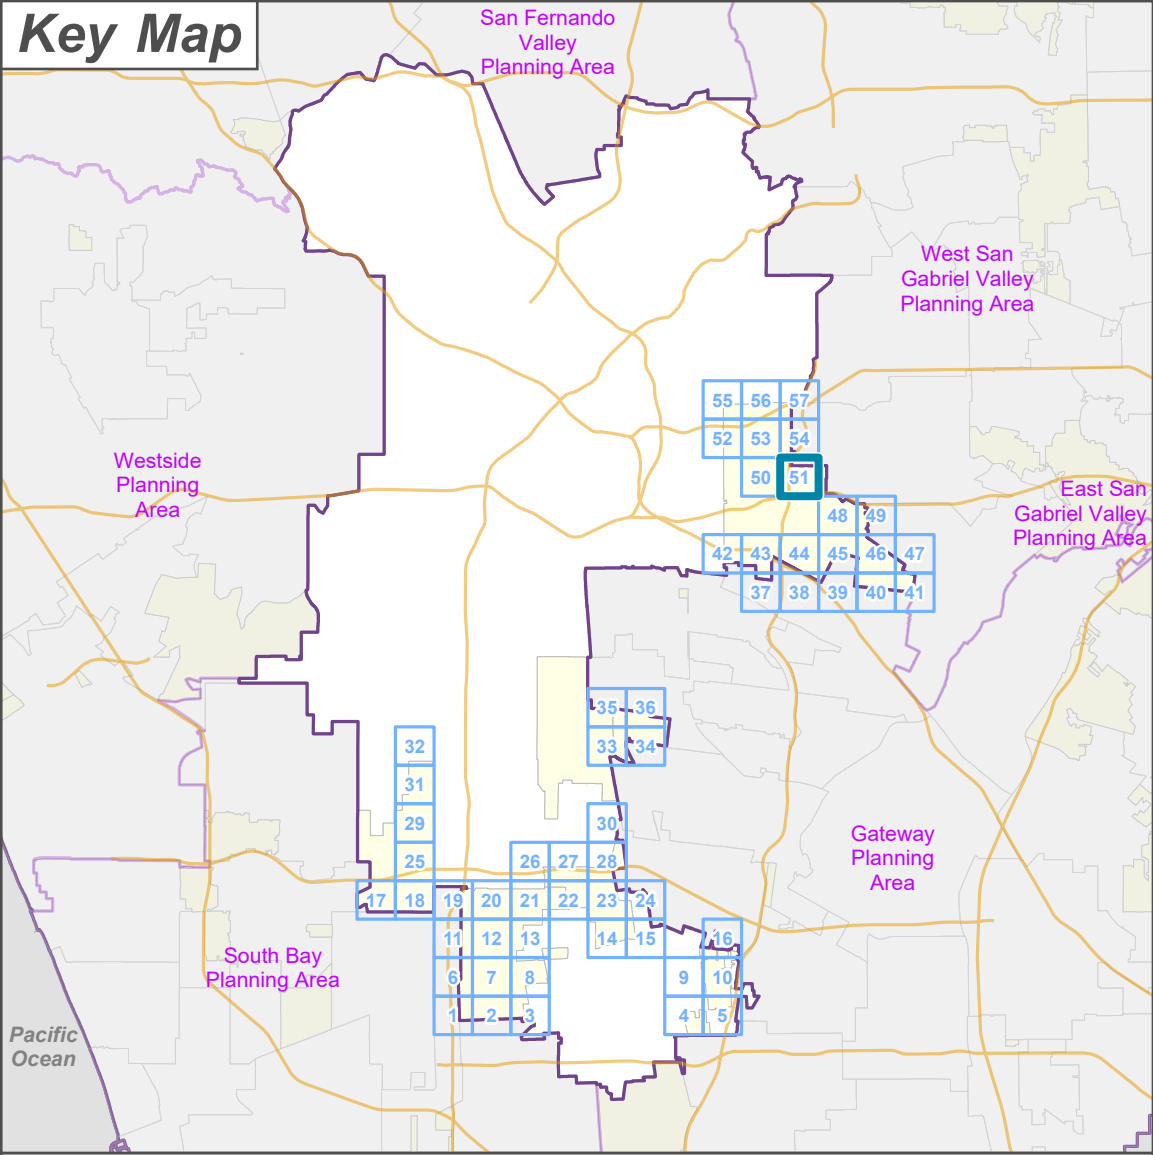 Key Map
San Fernando
Valley
Planning Area
West San
Gabriel Valley
Planning Area
55 56 57
52 53 54
Westside
Planning
Area
50 51
East San
Gabriel Valley
Planning Area
48 49
42 43 44 45 46 47
37 38 39 40 41
35 36
32
33 34
31
29
30
Gateway
Planning
Area
25
26 27 28
17 18 19 20 21 22 23 24
11 12 13
14 15
16
South Bay
Planning Area
6 7 8
9 10
1 2 3
4 5
Pacific
Ocean